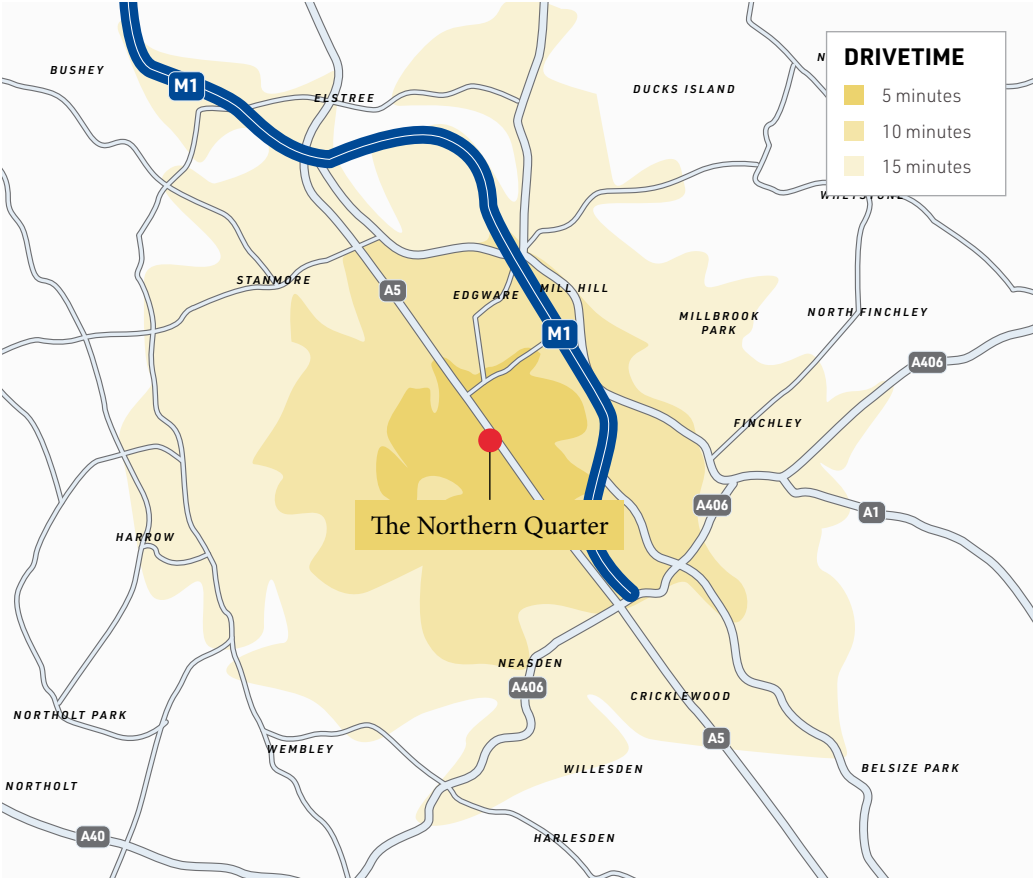 BUSHEY
M1
ELSTREE
DUCKS ISLAND
DRIVETIME
5 minutes
10 minutes
15 minutes
STANMORE
A5
EDGWARE
MILL HILL
M1
MILLBROOK
PARK
NORTH FINCHLEY
A406
FINCHLEY
A406
A1
The Northern Quarter
HARROW
NEASDEN
A406
CRICKLEWOOD
NORTHOLT PARK
A5
WEMBLEY
WILLESDEN
BELSIZE PARK
NORTHOLT
A40
HARLESDEN